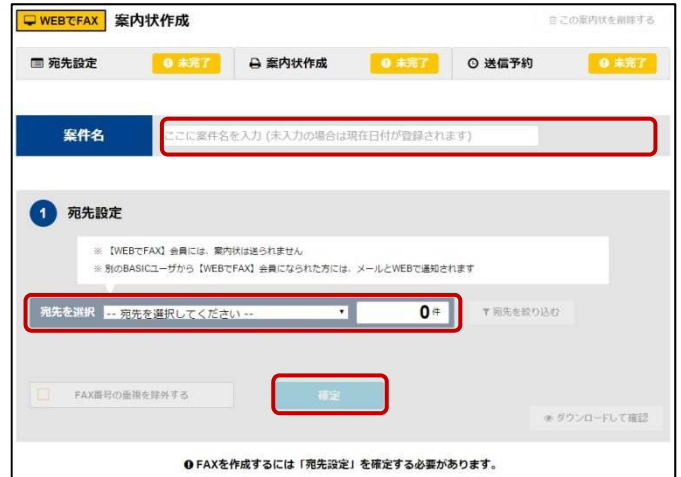 WEBでFAX 案内状作成 この案内状を削除する
宛先設定 未完了 案内状作成 未完了 送信予約 未完了
案件名 ここに案件名を入力 (未入力の場合は現在日付が登録されます)
1 宛先設定
※ 【WEBでFAX】会員には、案内状は送られません
※ 別のBASICユーザから【WEBでFAX】会員になられた方には、メールとWEBで通知されます
宛先を選択 -- 宛先を選択してください -- 0 件 宛先を絞り込む
FAX番号の重複を除外する 確定
ダウンロードして確認
FAXを作成するには「宛先設定」を確定する必要があります。